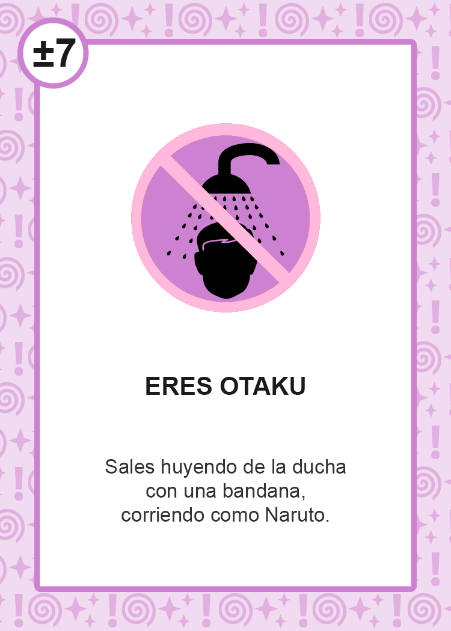 ±7
ERES OTAKU
Sales huyendo de la ducha
con una bandana,
corriendo como Naruto.